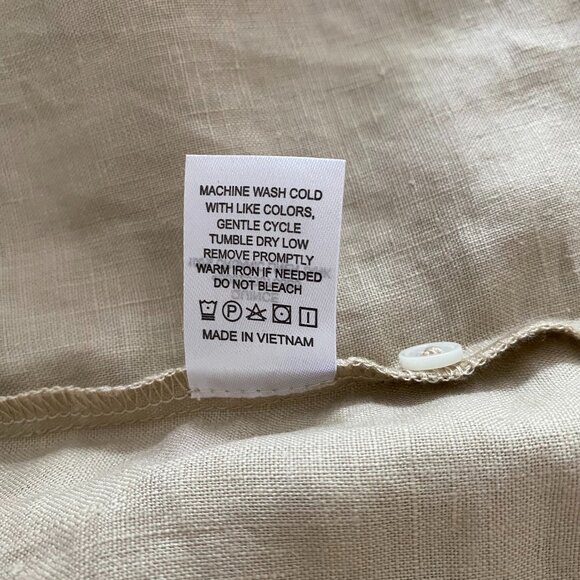 MACHINE WASH COLD
WITH LIKE COLORS,
GENTLE CYCLE
TUMBLE DRY LOW
REMOVE PROMPTLY
WARM IRON IF NEEDED
DO NOT BLEACH
P
MADE IN VIETNAM